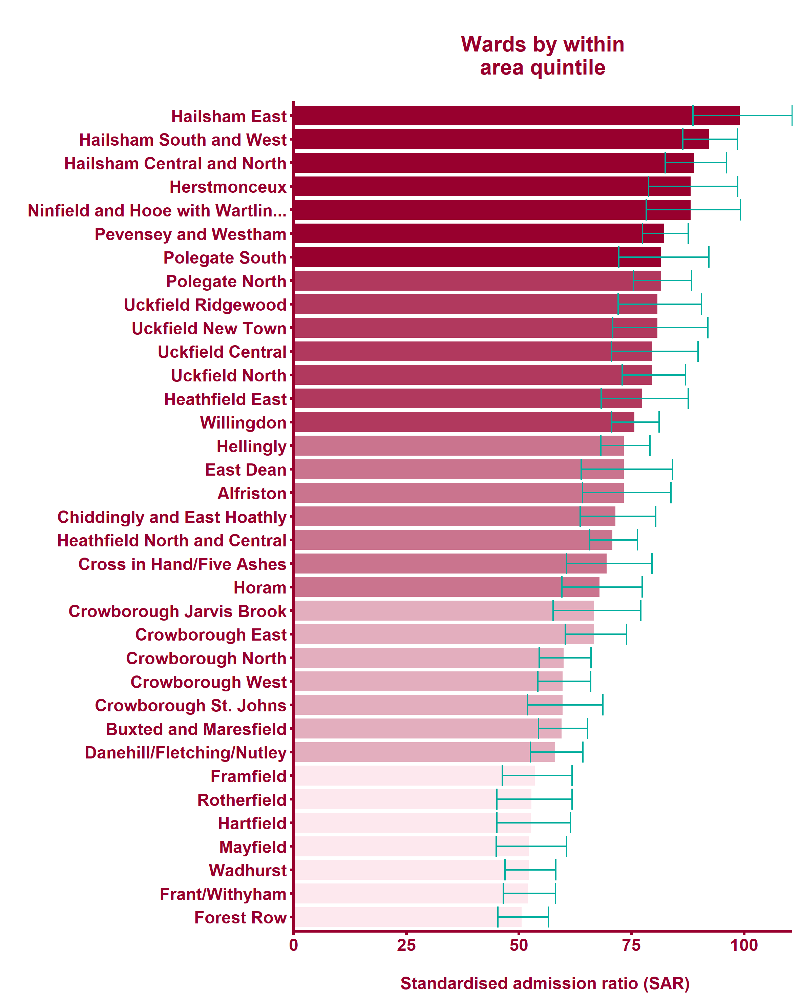 Wards by within
area quintile
Hailsham East
Hailsham South and West
Hailsham Central and North
Herstmonceux
Ninfield and Hooe with Wartlin...
Pevensey and Westham
Polegate South
Polegate North
Uckfield Ridgewood
Uckfield New Town
Uckfield Central
Uckfield North
Heathfield East
Willingdon
Hellingly
East Dean
Alfriston
Chiddingly and East Hoathly
Heathfield North and Central
Cross in Hand/Five Ashes
Horam
Crowborough Jarvis Brook
Crowborough East
Crowborough North
Crowborough West
Crowborough St. Johns
Buxted and Maresfield
Danehill/Fletching/Nutley
Framfield
Rotherfield
Hartfield
Mayfield
Wadhurst
Frant/Withyham
Forest Row
0 25 50 75 100
Standardised admission ratio (SAR)